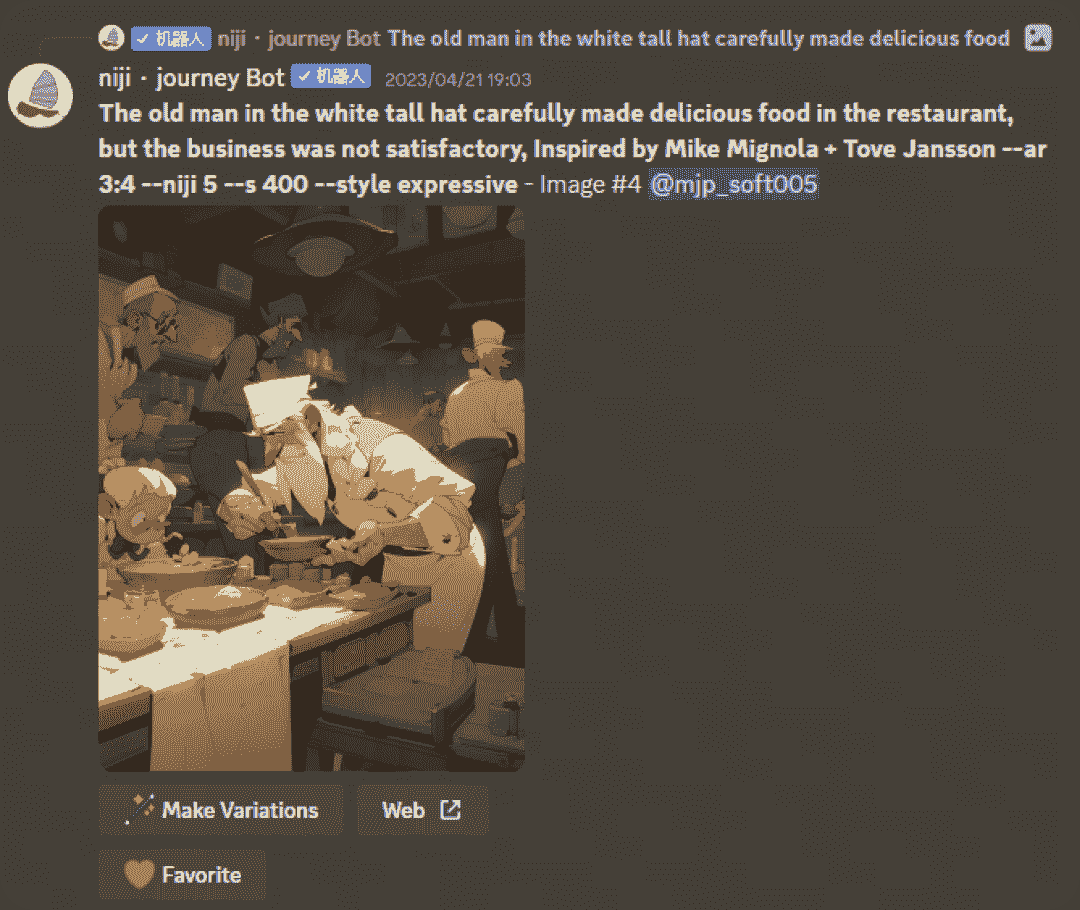 ✓ 机器人 niji · journey Bot The old man in the white tall hat carefully made delicious food
niji · journey Bot ✓ 机器人 2023/04/21 19:03
The old man in the white tall hat carefully made delicious food in the restaurant,
but the business was not satisfactory, Inspired by Mike Mignola + Tove Jansson --ar
3:4 --niji 5 --s 400 --style expressive - Image #4 @mjp_soft005
Make Variations Web
Favorite